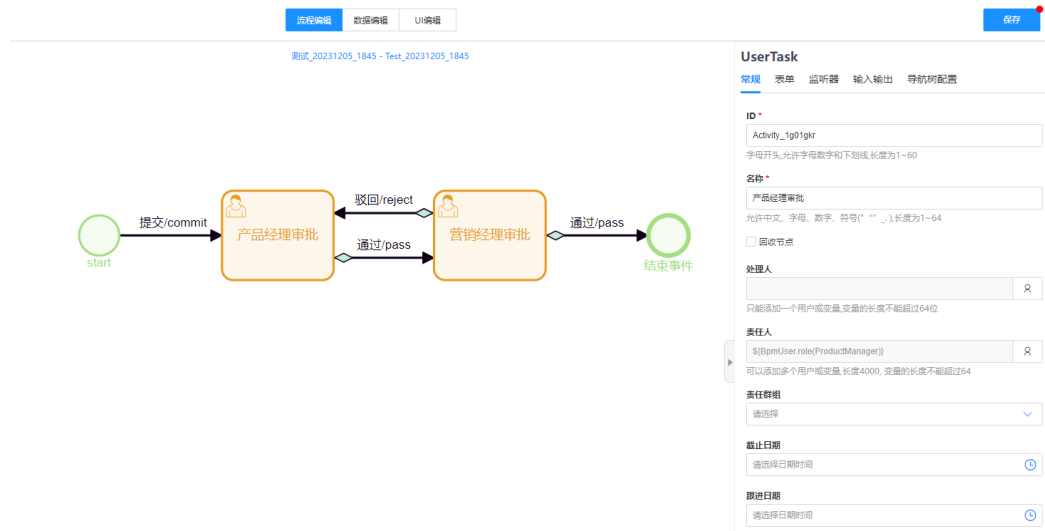 流程编辑
数据编辑
UI编辑
保存
测试_20231205_1845 - Test_20231205_1845
提交/commit
驳回/reject
通过/pass
通过/pass
产品经理审批
营销经理审批
start
结束事件
UserTask
常规
表单
监听器
输入输出
导航树配置
ID *
Activity_1g01gkr
字母开头,允许字母数字和下划线,长度为1~60
名称 *
产品经理审批
允许中文、字母、数字、符号(" "" _. ),长度为1~64
回收节点
处理人
只能添加一个用户或变量,变量的长度不能超过64位
责任人
${BpmUser.role(ProductManager)}
可以添加多个用户或变量,长度4000, 变量的长度不能超过64
责任群组
请选择
截止日期
请选择日期时间
跟进日期
请选择日期时间